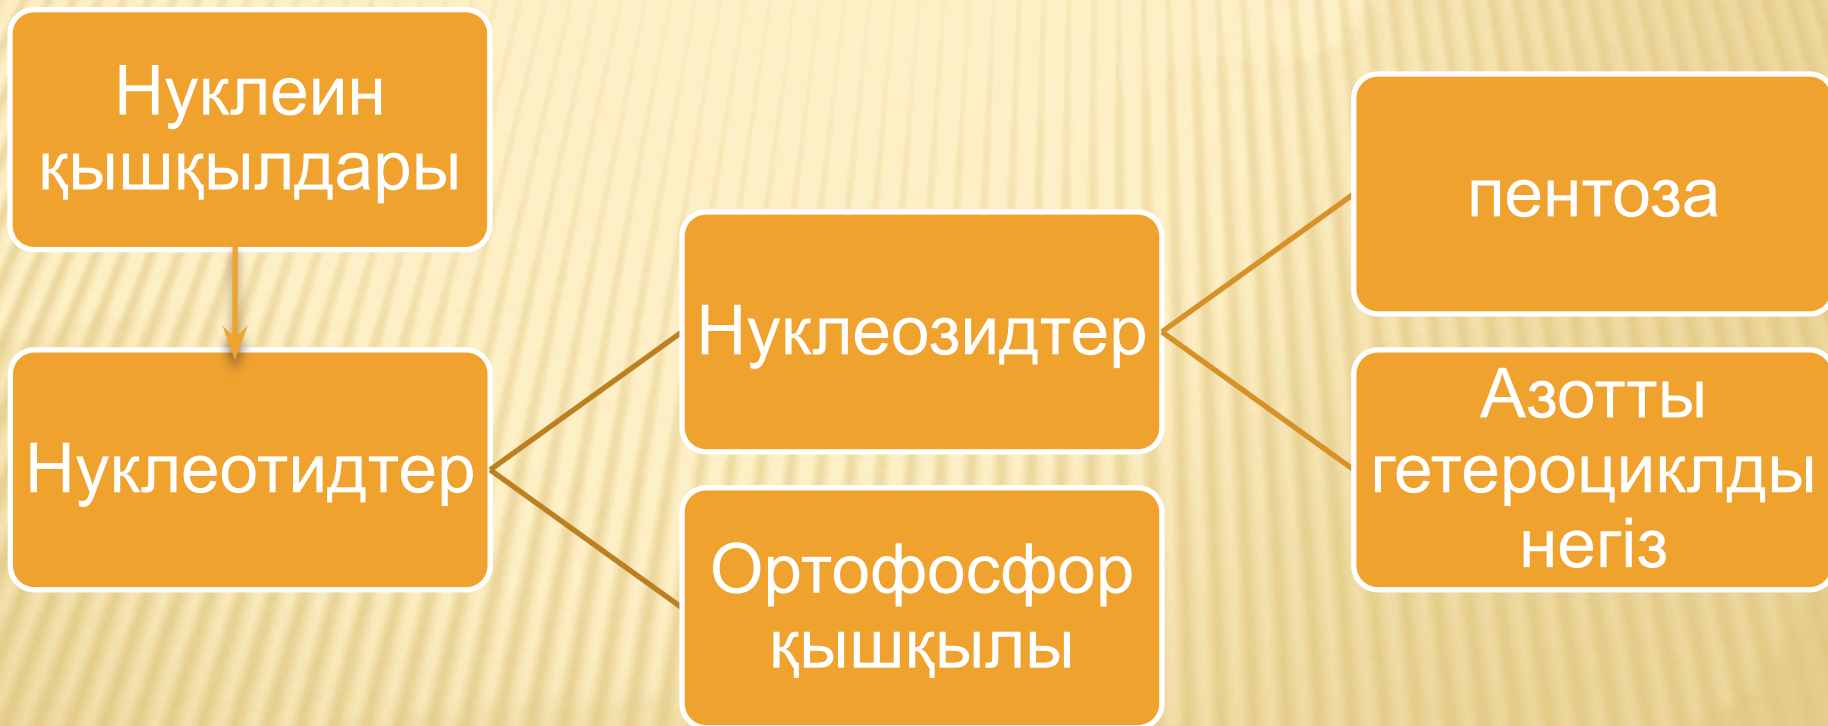 Нуклеин
қышқылдары
Нуклеотидтер
Нуклеозидтер
Ортофосфор
қышқылы
пентоза
Азотты
гетероциклды
негіз